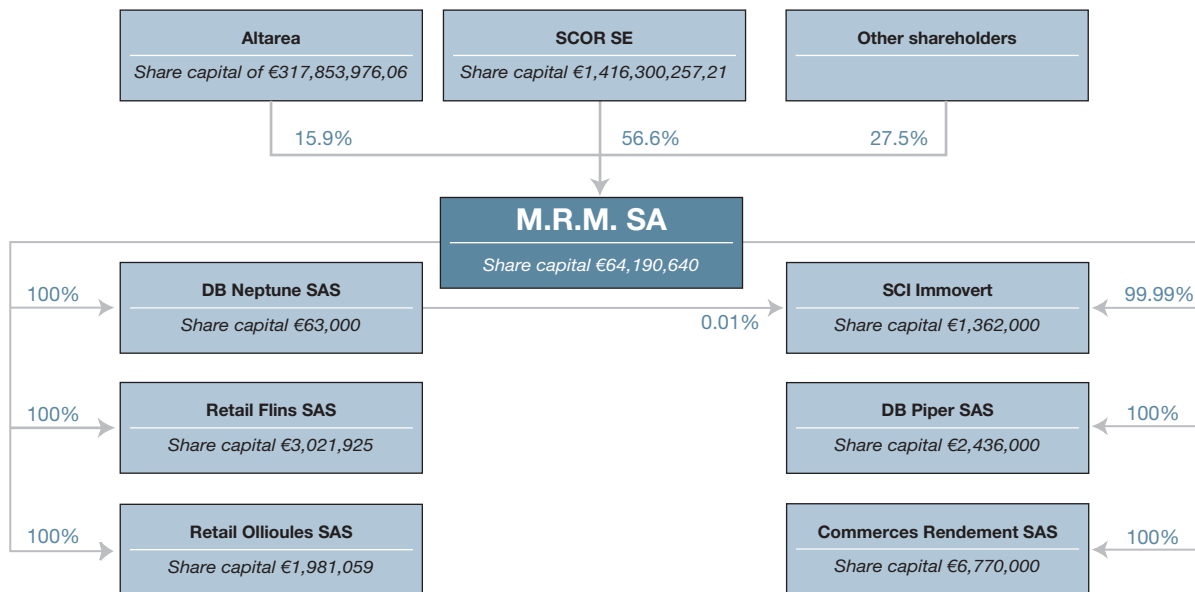 Altarea
Share capital of €317,853,976,06
SCOR SE
Share capital €1,416,300,257,21
Other shareholders
15.9%
56.6%
27.5%
M.R.M. SA
Share capital €64,190,640
100%
DB Neptune SAS
Share capital €63,000
0.01%
SCI Immovert
Share capital €1,362,000
99.99%
100%
Retail Flins SAS
Share capital €3,021,925
DB Piper SAS
Share capital €2,436,000
100%
100%
Retail Ollioules SAS
Share capital €1,981,059
Commerces Rendement SAS
Share capital €6,770,000
100%